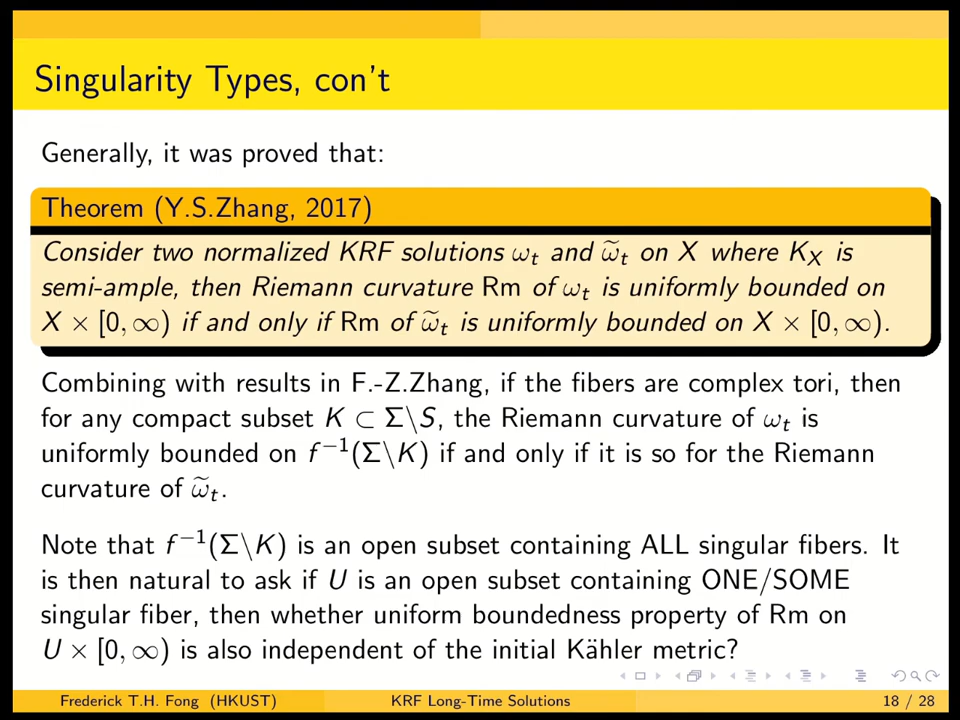 Singularity Types, con't
Generally, it was proved that:
Theorem (Y.S.Zhang, 2017)
Consider two normalized KRF solutions ωₜ and ω̃ₜ on X where K_X is
semi-ample, then Riemann curvature Rm of ωₜ is uniformly bounded on
X × [0, ∞) if and only if Rm of ω̃ₜ is uniformly bounded on X × [0, ∞).
Combining with results in F.-Z.Zhang, if the fibers are complex tori, then
for any compact subset K ⊂ Σ\S, the Riemann curvature of ωₜ is
uniformly bounded on f⁻¹(Σ\K) if and only if it is so for the Riemann
curvature of ω̃ₜ.
Note that f⁻¹(Σ\K) is an open subset containing ALL singular fibers. It
is then natural to ask if U is an open subset containing ONE/SOME
singular fiber, then whether uniform boundedness property of Rm on
U × [0, ∞) is also independent of the initial Kähler metric?
Frederick T.H. Fong (HKUST) KRF Long-Time Solutions 18 / 28